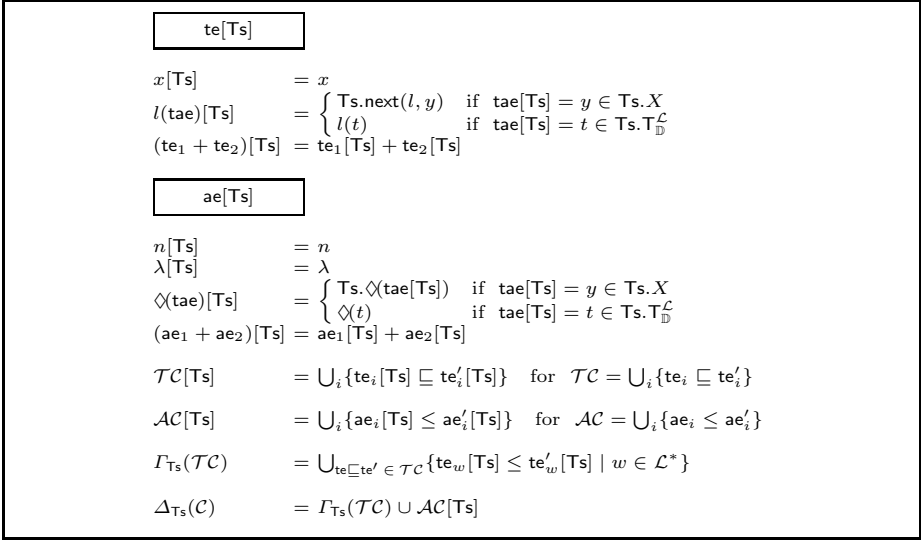 te[Ts]
x[Ts] = x
l(tae)[Ts] = { Ts.next(l, y) if tae[Ts] = y ∈ Ts.X
l(t) if tae[Ts] = t ∈ Ts.T_𝔻^ℒ
(te₁ + te₂)[Ts] = te₁[Ts] + te₂[Ts]
ae[Ts]
n[Ts] = n
λ[Ts] = λ
◊(tae)[Ts] = { Ts.◊(tae[Ts]) if tae[Ts] = y ∈ Ts.X
◊(t) if tae[Ts] = t ∈ Ts.T_𝔻^ℒ
(ae₁ + ae₂)[Ts] = ae₁[Ts] + ae₂[Ts]
𝒯𝒞[Ts] = ⋃ᵢ{teᵢ[Ts] ⊑ te′ᵢ[Ts]} for 𝒯𝒞 = ⋃ᵢ{teᵢ ⊑ te′ᵢ}
𝒜𝒞[Ts] = ⋃ᵢ{aeᵢ[Ts] ≤ ae′ᵢ[Ts]} for 𝒜𝒞 = ⋃ᵢ{aeᵢ ≤ ae′ᵢ}
Γ_Ts(𝒯𝒞) = ⋃_{te⊑te′ ∈ 𝒯𝒞}{te_w[Ts] ≤ te′_w[Ts] | w ∈ ℒ*}
Δ_Ts(𝒞) = Γ_Ts(𝒯𝒞) ∪ 𝒜𝒞[Ts]